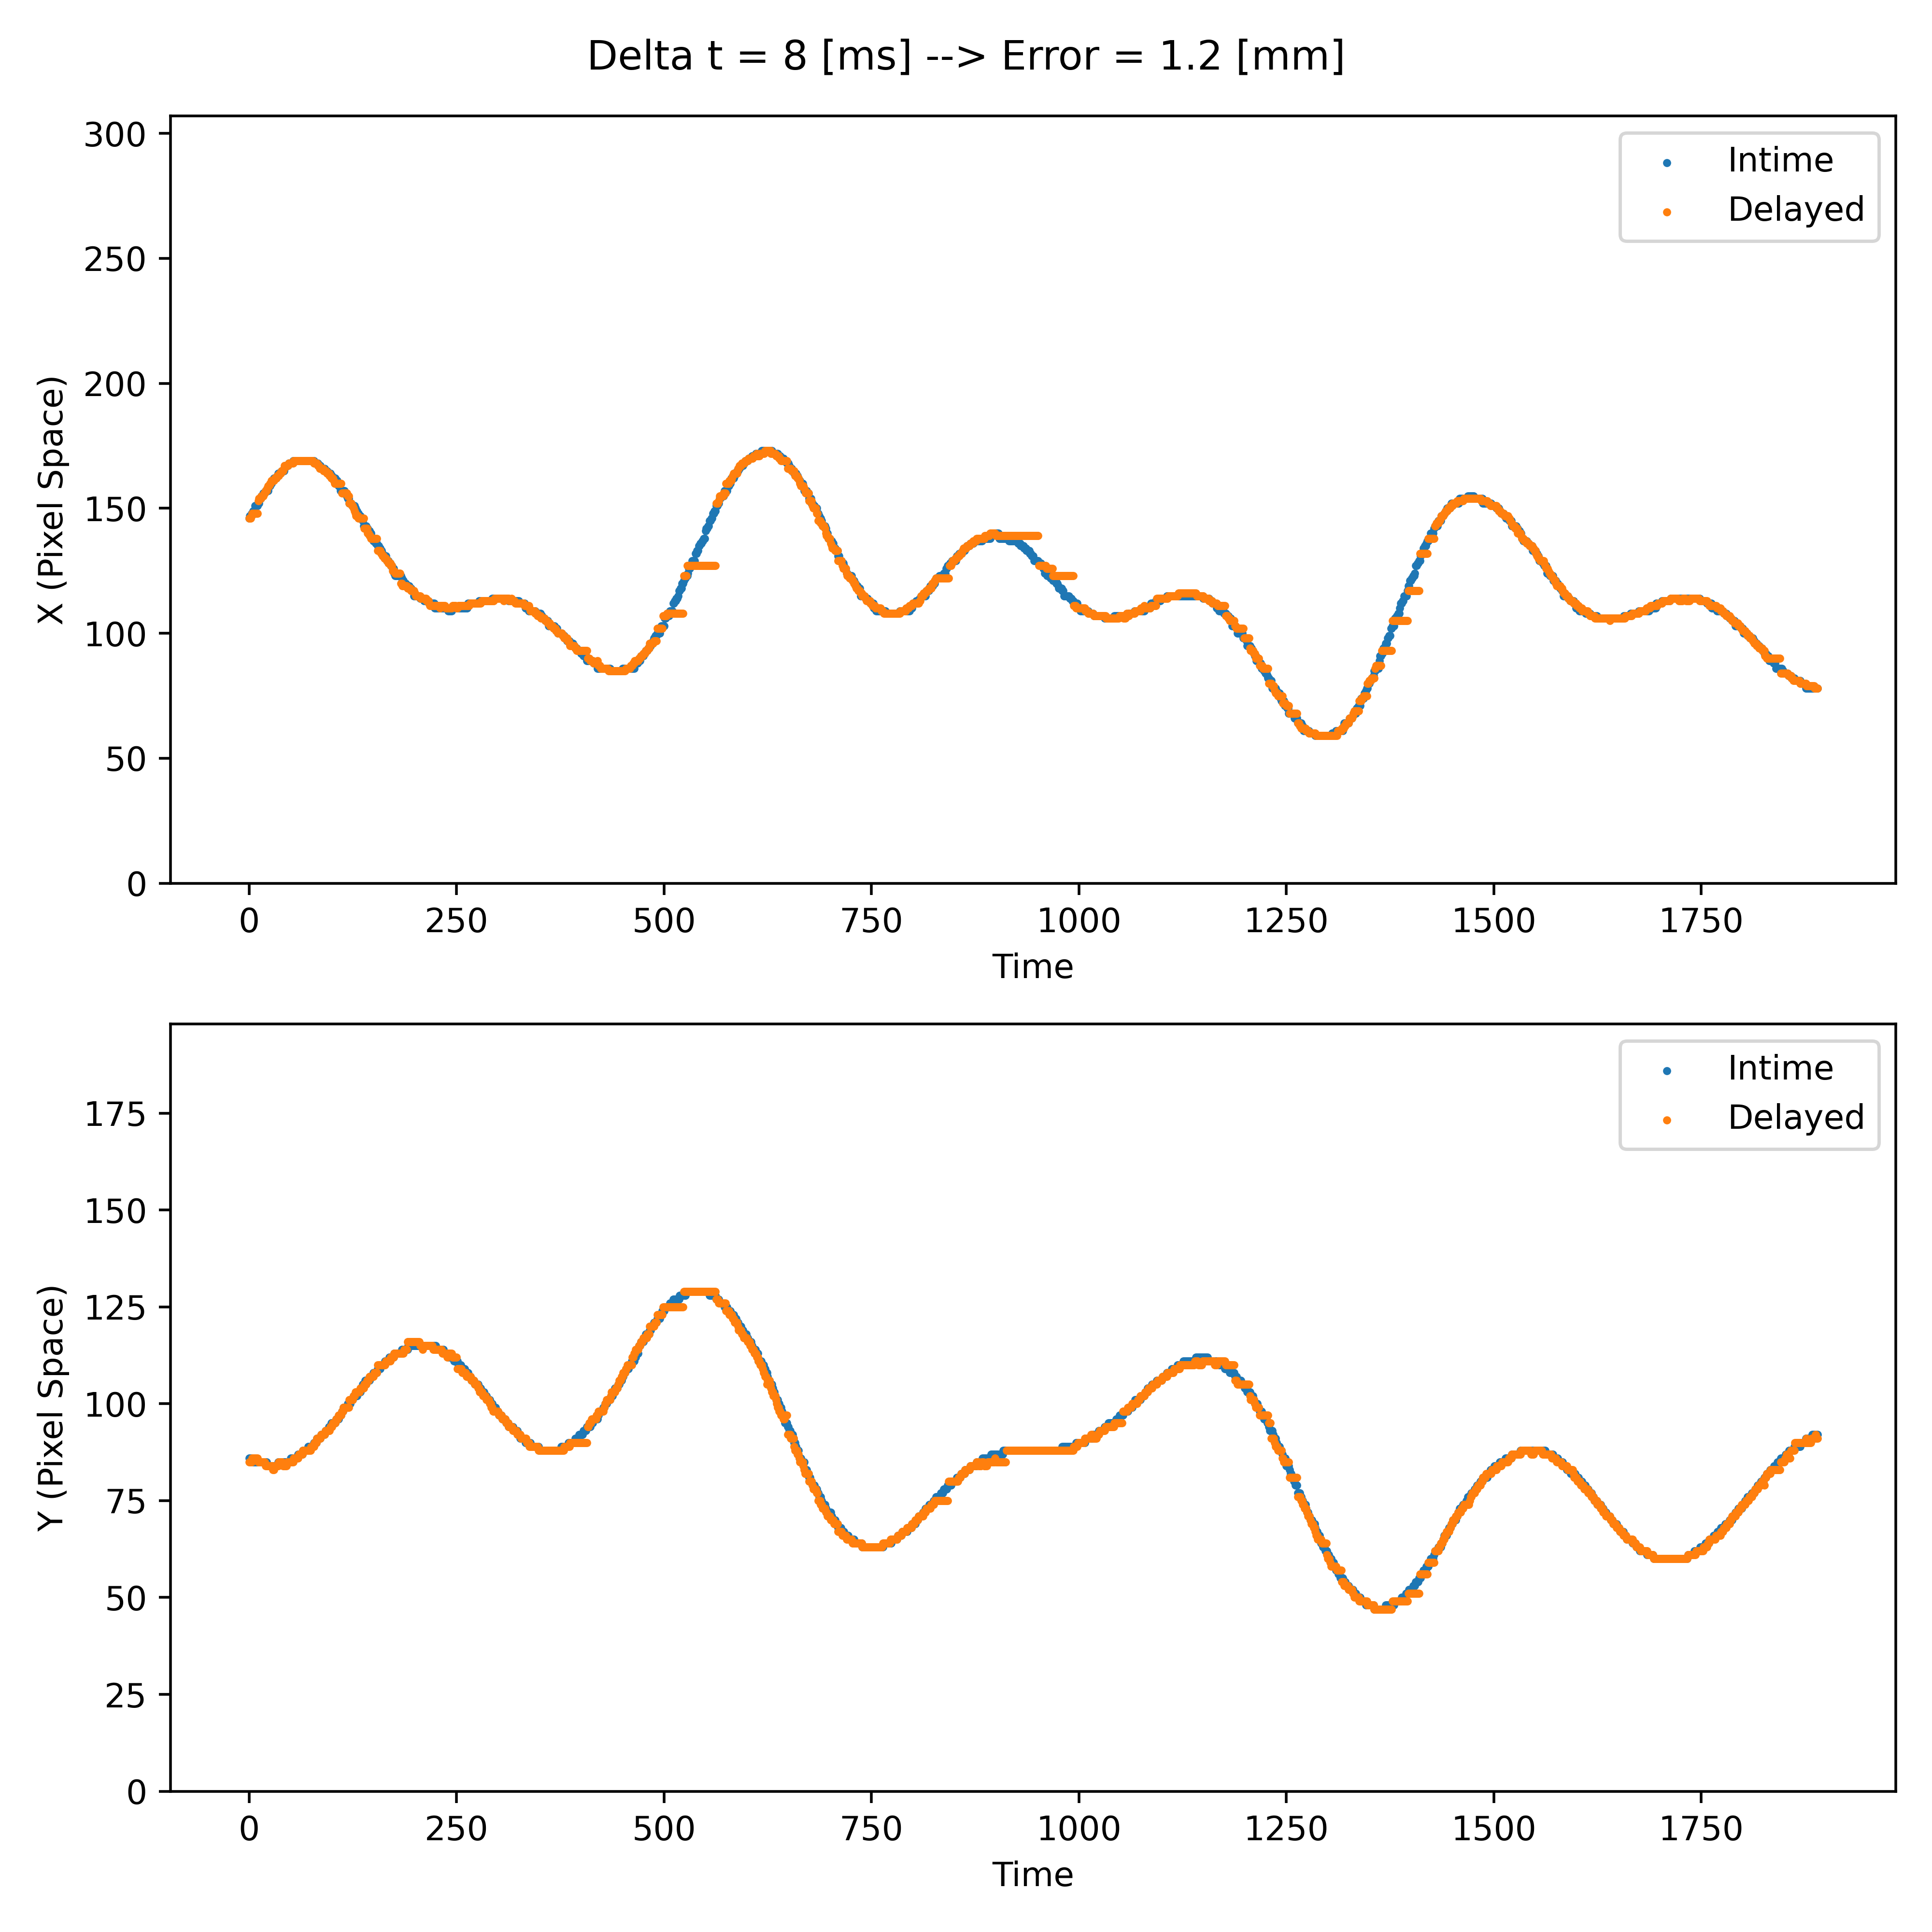 Delta t = 8 [ms] --> Error = 1.2 [mm]
300
250
200
150
100
50
0
X (Pixel Space)
Intime
Delayed
0 250 500 750 1000 1250 1500 1750
Time
175
150
125
100
75
50
25
0
Y (Pixel Space)
Intime
Delayed
0 250 500 750 1000 1250 1500 1750
Time